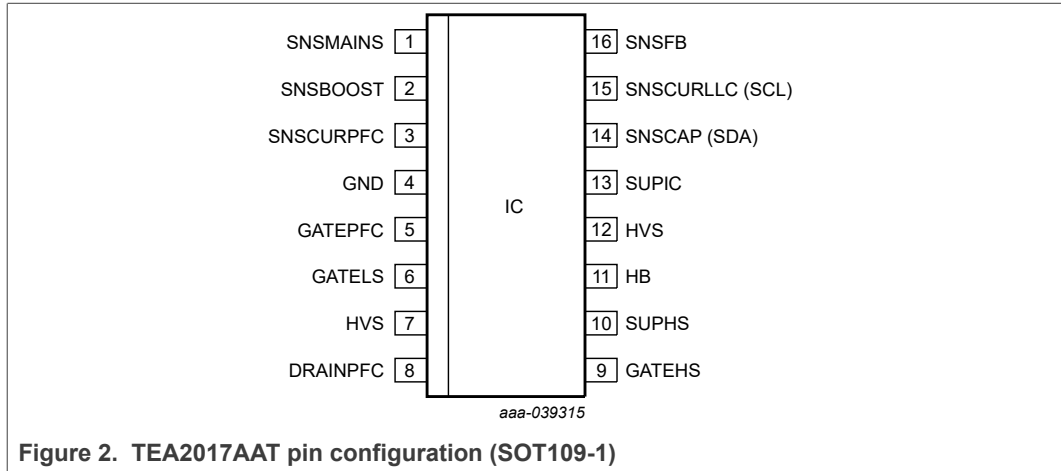 SNSMAINS 1 16 SNSFB
SNSBOOST 2 15 SNSCURLLC (SCL)
SNSCURPFC 3 14 SNSCAP (SDA)
GND 4 13 SUPIC
IC
GATEPFC 5 12 HVS
GATELS 6 11 HB
HVS 7 10 SUPHS
DRAINPFC 8 9 GATEHS
aaa-039315
Figure 2. TEA2017AAT pin configuration (SOT109-1)